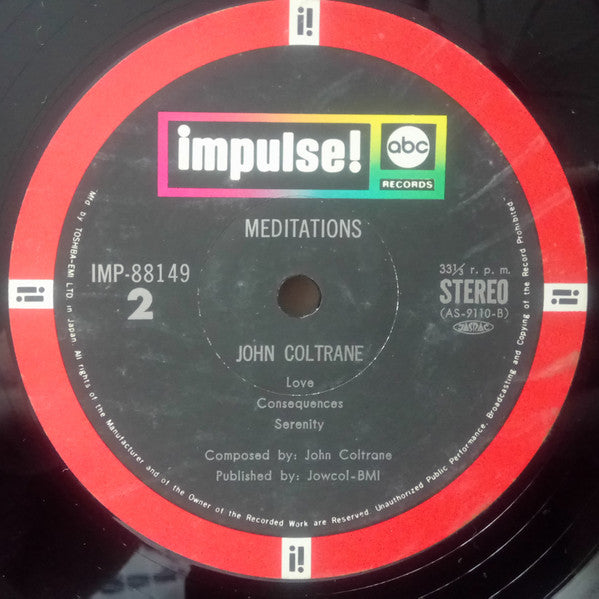 i!
impulse!
abc
RECORDS
MEDITATIONS
IMP-88149
2
33⅓ r. p. m.
STEREO
(AS-9110-B)
JASRAC
JOHN COLTRANE
Love
Consequences
Serenity
Composed by: John Coltrane
Published by: Jowcol-BMI
i!
i!
i!
Mfd by TOSHIBA-EMI LTD. in Japan. All rights of the Manufacturer and of the Owner of the Recorded Work are Reserved. Unauthorized Public Performance, Broadcasting and Copying of the Record Prohibited.